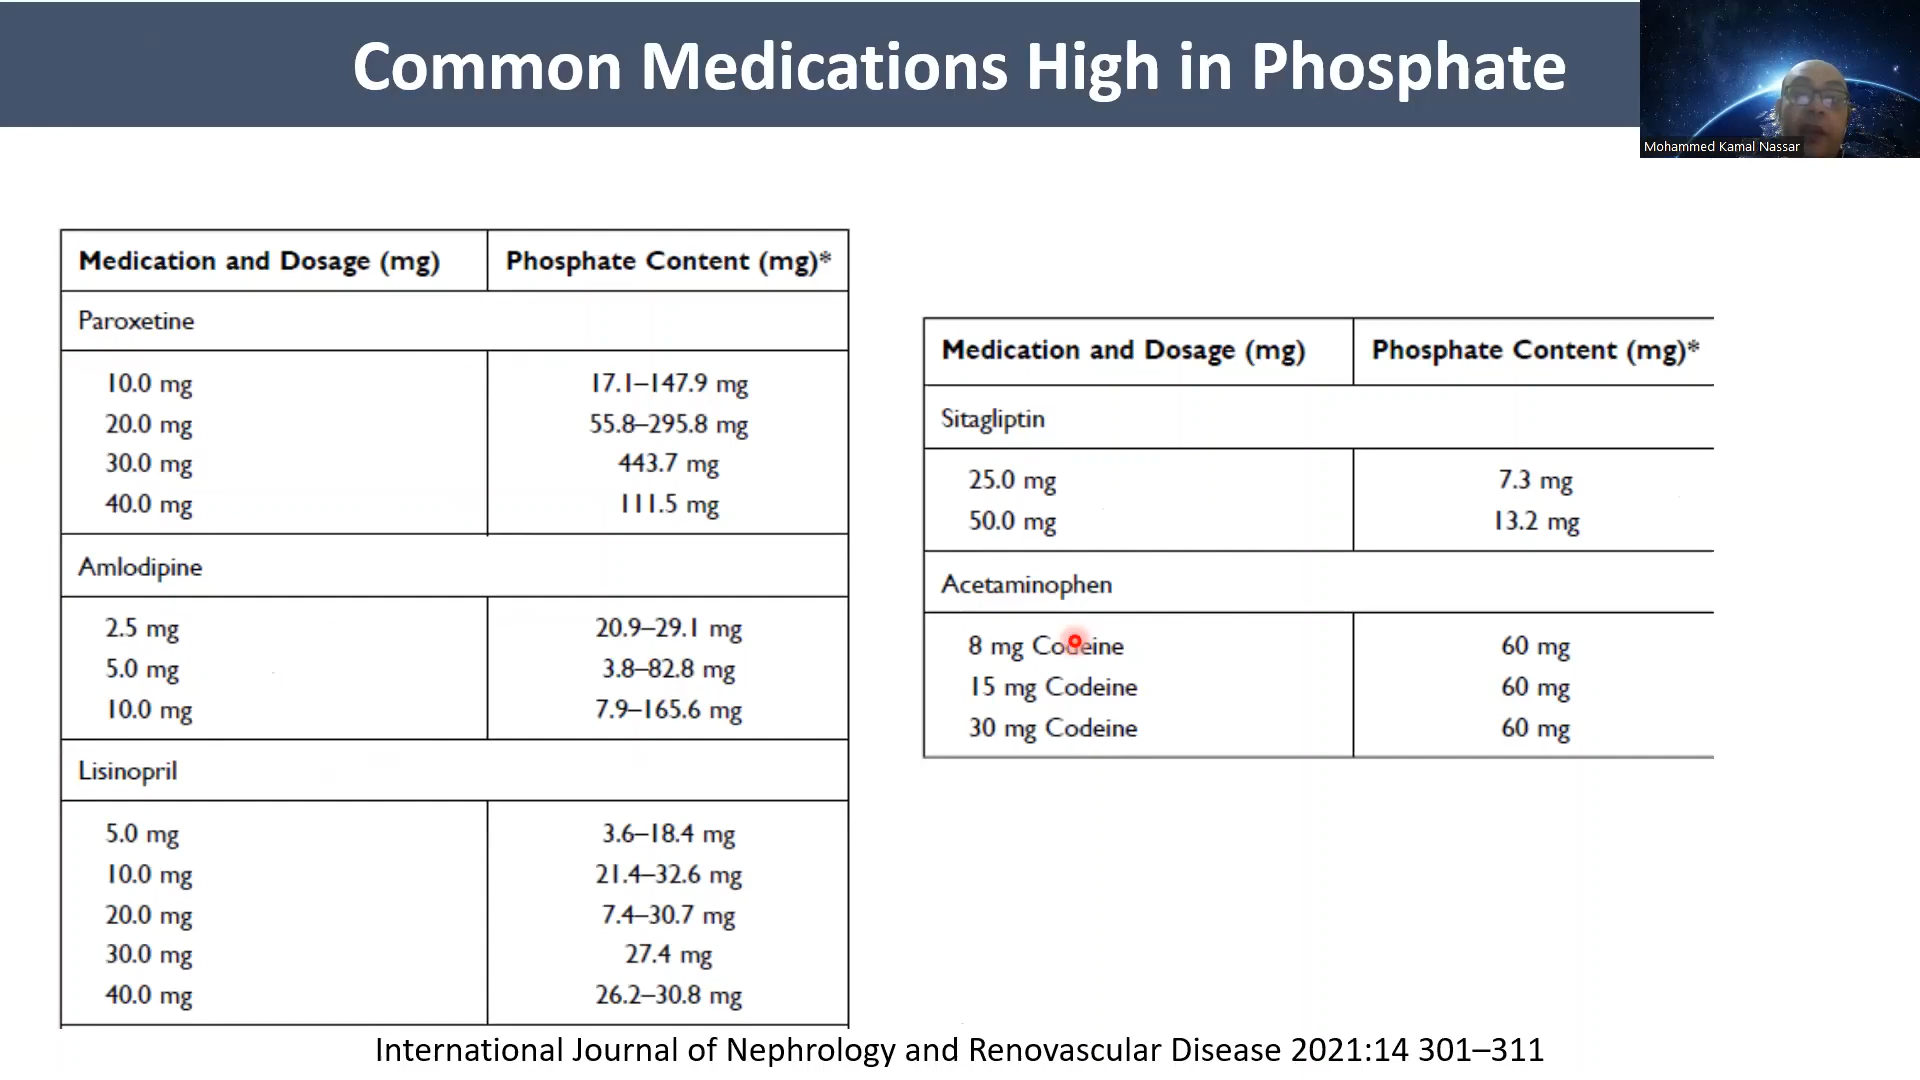 Common Medications High in Phosphate
Mohammed Kamal Nassar
Medication and Dosage (mg) Phosphate Content (mg)*
Paroxetine
10.0 mg 17.1–147.9 mg
20.0 mg 55.8–295.8 mg
30.0 mg 443.7 mg
40.0 mg 111.5 mg
Amlodipine
2.5 mg 20.9–29.1 mg
5.0 mg 3.8–82.8 mg
10.0 mg 7.9–165.6 mg
Lisinopril
5.0 mg 3.6–18.4 mg
10.0 mg 21.4–32.6 mg
20.0 mg 7.4–30.7 mg
30.0 mg 27.4 mg
40.0 mg 26.2–30.8 mg
Medication and Dosage (mg) Phosphate Content (mg)*
Sitagliptin
25.0 mg 7.3 mg
50.0 mg 13.2 mg
Acetaminophen
8 mg Codeine 60 mg
15 mg Codeine 60 mg
30 mg Codeine 60 mg
International Journal of Nephrology and Renovascular Disease 2021:14 301–311